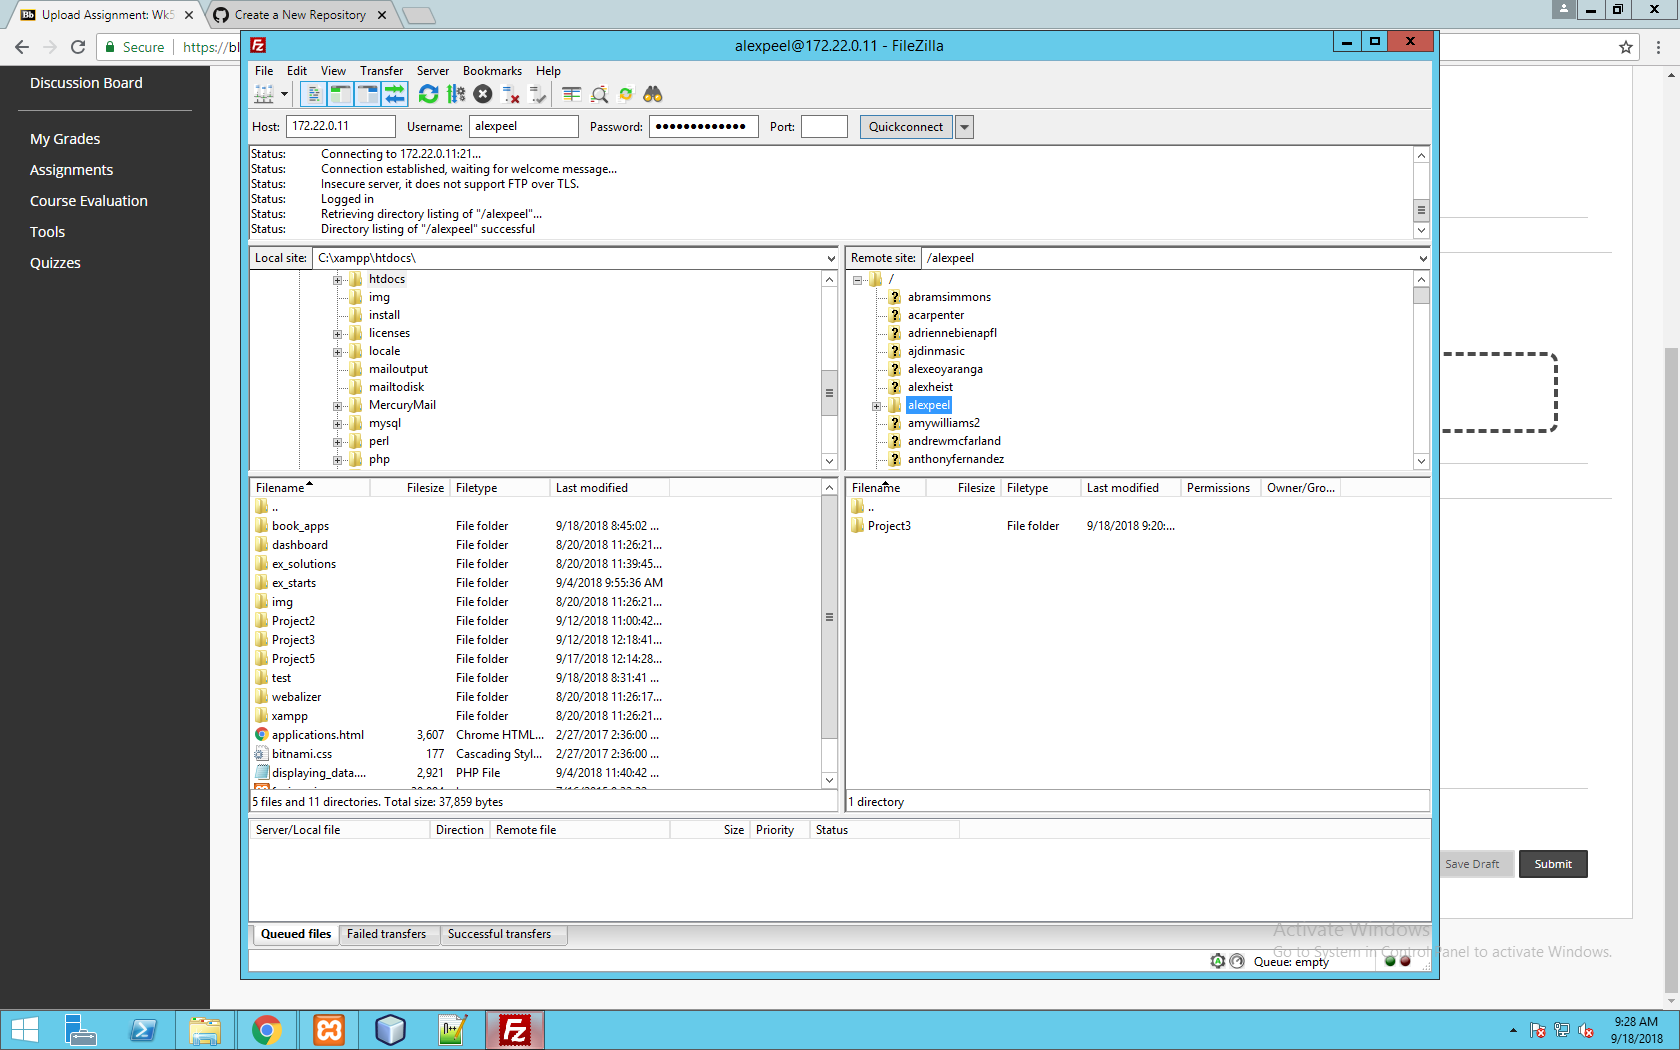 Upload Assignment: Wk5
Create a New Repository
Secure
https://bl
alexpeel@172.22.0.11 - FileZilla
File Edit View Transfer Server Bookmarks Help
Host: 172.22.0.11 Username: alexpeel Password: ●●●●●●●●●●●●● Port: Quickconnect
Status: Connecting to 172.22.0.11:21...
Status: Connection established, waiting for welcome message...
Status: Insecure server, it does not support FTP over TLS.
Status: Logged in
Status: Retrieving directory listing of "/alexpeel"...
Status: Directory listing of "/alexpeel" successful
Discussion Board
My Grades
Assignments
Course Evaluation
Tools
Quizzes
Local site: C:\xampp\htdocs\
htdocs
img
install
licenses
locale
mailoutput
mailtodisk
MercuryMail
mysql
perl
php
Remote site: /alexpeel
/
abramsimmons
acarpenter
adriennebienapfl
ajdinmasic
alexeoyaranga
alexheist
alexpeel
amywilliams2
andrewmcfarland
anthonyfernandez
Filename Filesize Filetype Last modified
..
book_apps File folder 9/18/2018 8:45:02 ...
dashboard File folder 8/20/2018 11:26:21...
ex_solutions File folder 8/20/2018 11:39:45...
ex_starts File folder 9/4/2018 9:55:36 AM
img File folder 8/20/2018 11:26:21...
Project2 File folder 9/12/2018 11:00:42...
Project3 File folder 9/12/2018 12:18:41...
Project5 File folder 9/17/2018 12:14:28...
test File folder 9/18/2018 8:31:41 ...
webalizer File folder 8/20/2018 11:26:17...
xampp File folder 8/20/2018 11:26:21...
applications.html 3,607 Chrome HTML... 2/27/2017 2:36:00 ...
bitnami.css 177 Cascading Styl... 2/27/2017 2:36:00 ...
displaying_data.... 2,921 PHP File 9/4/2018 11:40:42 ...
5 files and 11 directories. Total size: 37,859 bytes
Filename Filesize Filetype Last modified Permissions Owner/Gro...
..
Project3 File folder 9/18/2018 9:20:...
1 directory
Server/Local file Direction Remote file Size Priority Status
Queued files Failed transfers Successful transfers
Queue: empty
Save Draft Submit
Activate Windows
Go to System in Control Panel to activate Windows.
9:28 AM
9/18/2018